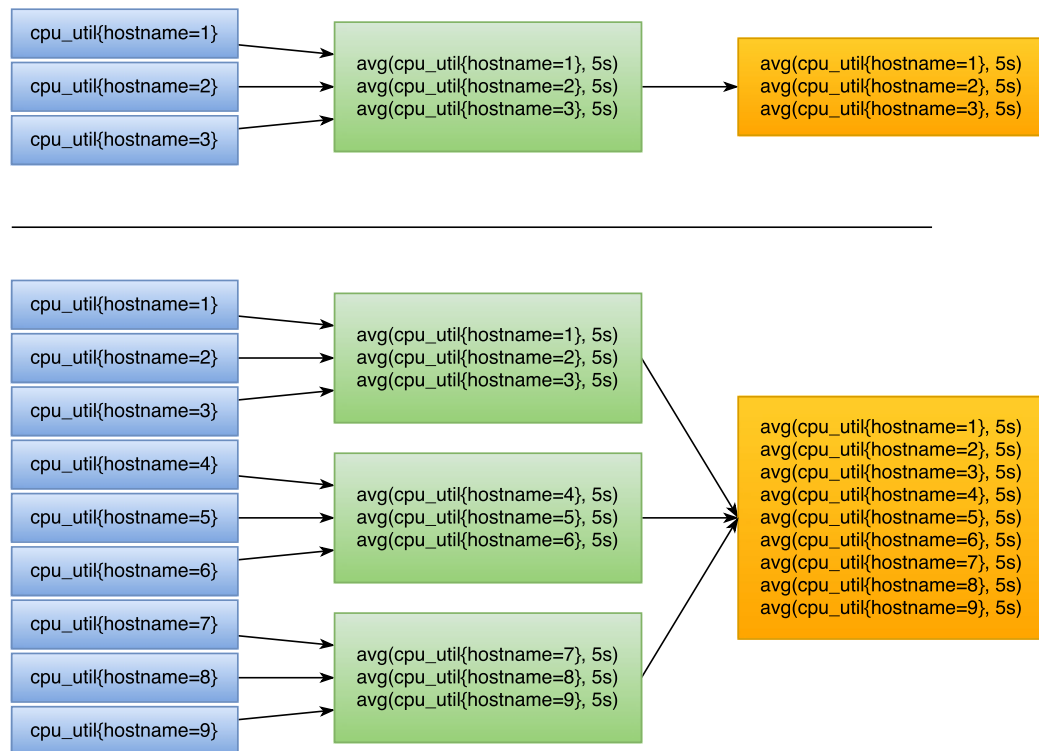 cpu_util{hostname=1}
cpu_util{hostname=2}
cpu_util{hostname=3}
avg(cpu_util{hostname=1}, 5s)
avg(cpu_util{hostname=2}, 5s)
avg(cpu_util{hostname=3}, 5s)
avg(cpu_util{hostname=1}, 5s)
avg(cpu_util{hostname=2}, 5s)
avg(cpu_util{hostname=3}, 5s)
cpu_util{hostname=1}
cpu_util{hostname=2}
cpu_util{hostname=3}
cpu_util{hostname=4}
cpu_util{hostname=5}
cpu_util{hostname=6}
cpu_util{hostname=7}
cpu_util{hostname=8}
cpu_util{hostname=9}
avg(cpu_util{hostname=1}, 5s)
avg(cpu_util{hostname=2}, 5s)
avg(cpu_util{hostname=3}, 5s)
avg(cpu_util{hostname=4}, 5s)
avg(cpu_util{hostname=5}, 5s)
avg(cpu_util{hostname=6}, 5s)
avg(cpu_util{hostname=7}, 5s)
avg(cpu_util{hostname=8}, 5s)
avg(cpu_util{hostname=9}, 5s)
avg(cpu_util{hostname=1}, 5s)
avg(cpu_util{hostname=2}, 5s)
avg(cpu_util{hostname=3}, 5s)
avg(cpu_util{hostname=4}, 5s)
avg(cpu_util{hostname=5}, 5s)
avg(cpu_util{hostname=6}, 5s)
avg(cpu_util{hostname=7}, 5s)
avg(cpu_util{hostname=8}, 5s)
avg(cpu_util{hostname=9}, 5s)